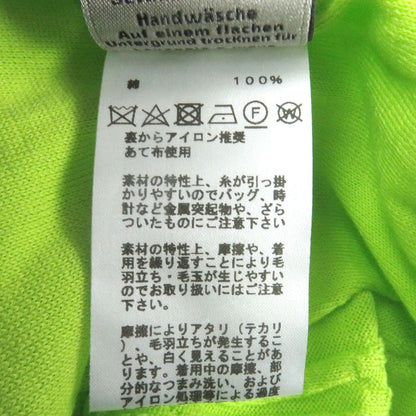 Handwäsche
Auf einem flachen
Untergrund trocknen für
綿 100%
F W
裏からアイロン推奨
あて布使用
素材の特性上、糸が引っ掛
かりやすいのでバッグ、時
計など金属突起物や、ざら
ついたものにご注意下さい
素材の特性上、摩擦や、着
用を繰り返すことにより毛
羽立ち・毛玉が生じやすい
のでお取り扱いにはご注意
下さい。
摩擦によりアタリ(テカリ
)、毛羽立ちが発生するこ
とや、白く見えることがあ
ります。着用中の摩擦、部
分的なつまみ洗い、および
アイロン処理等による過度